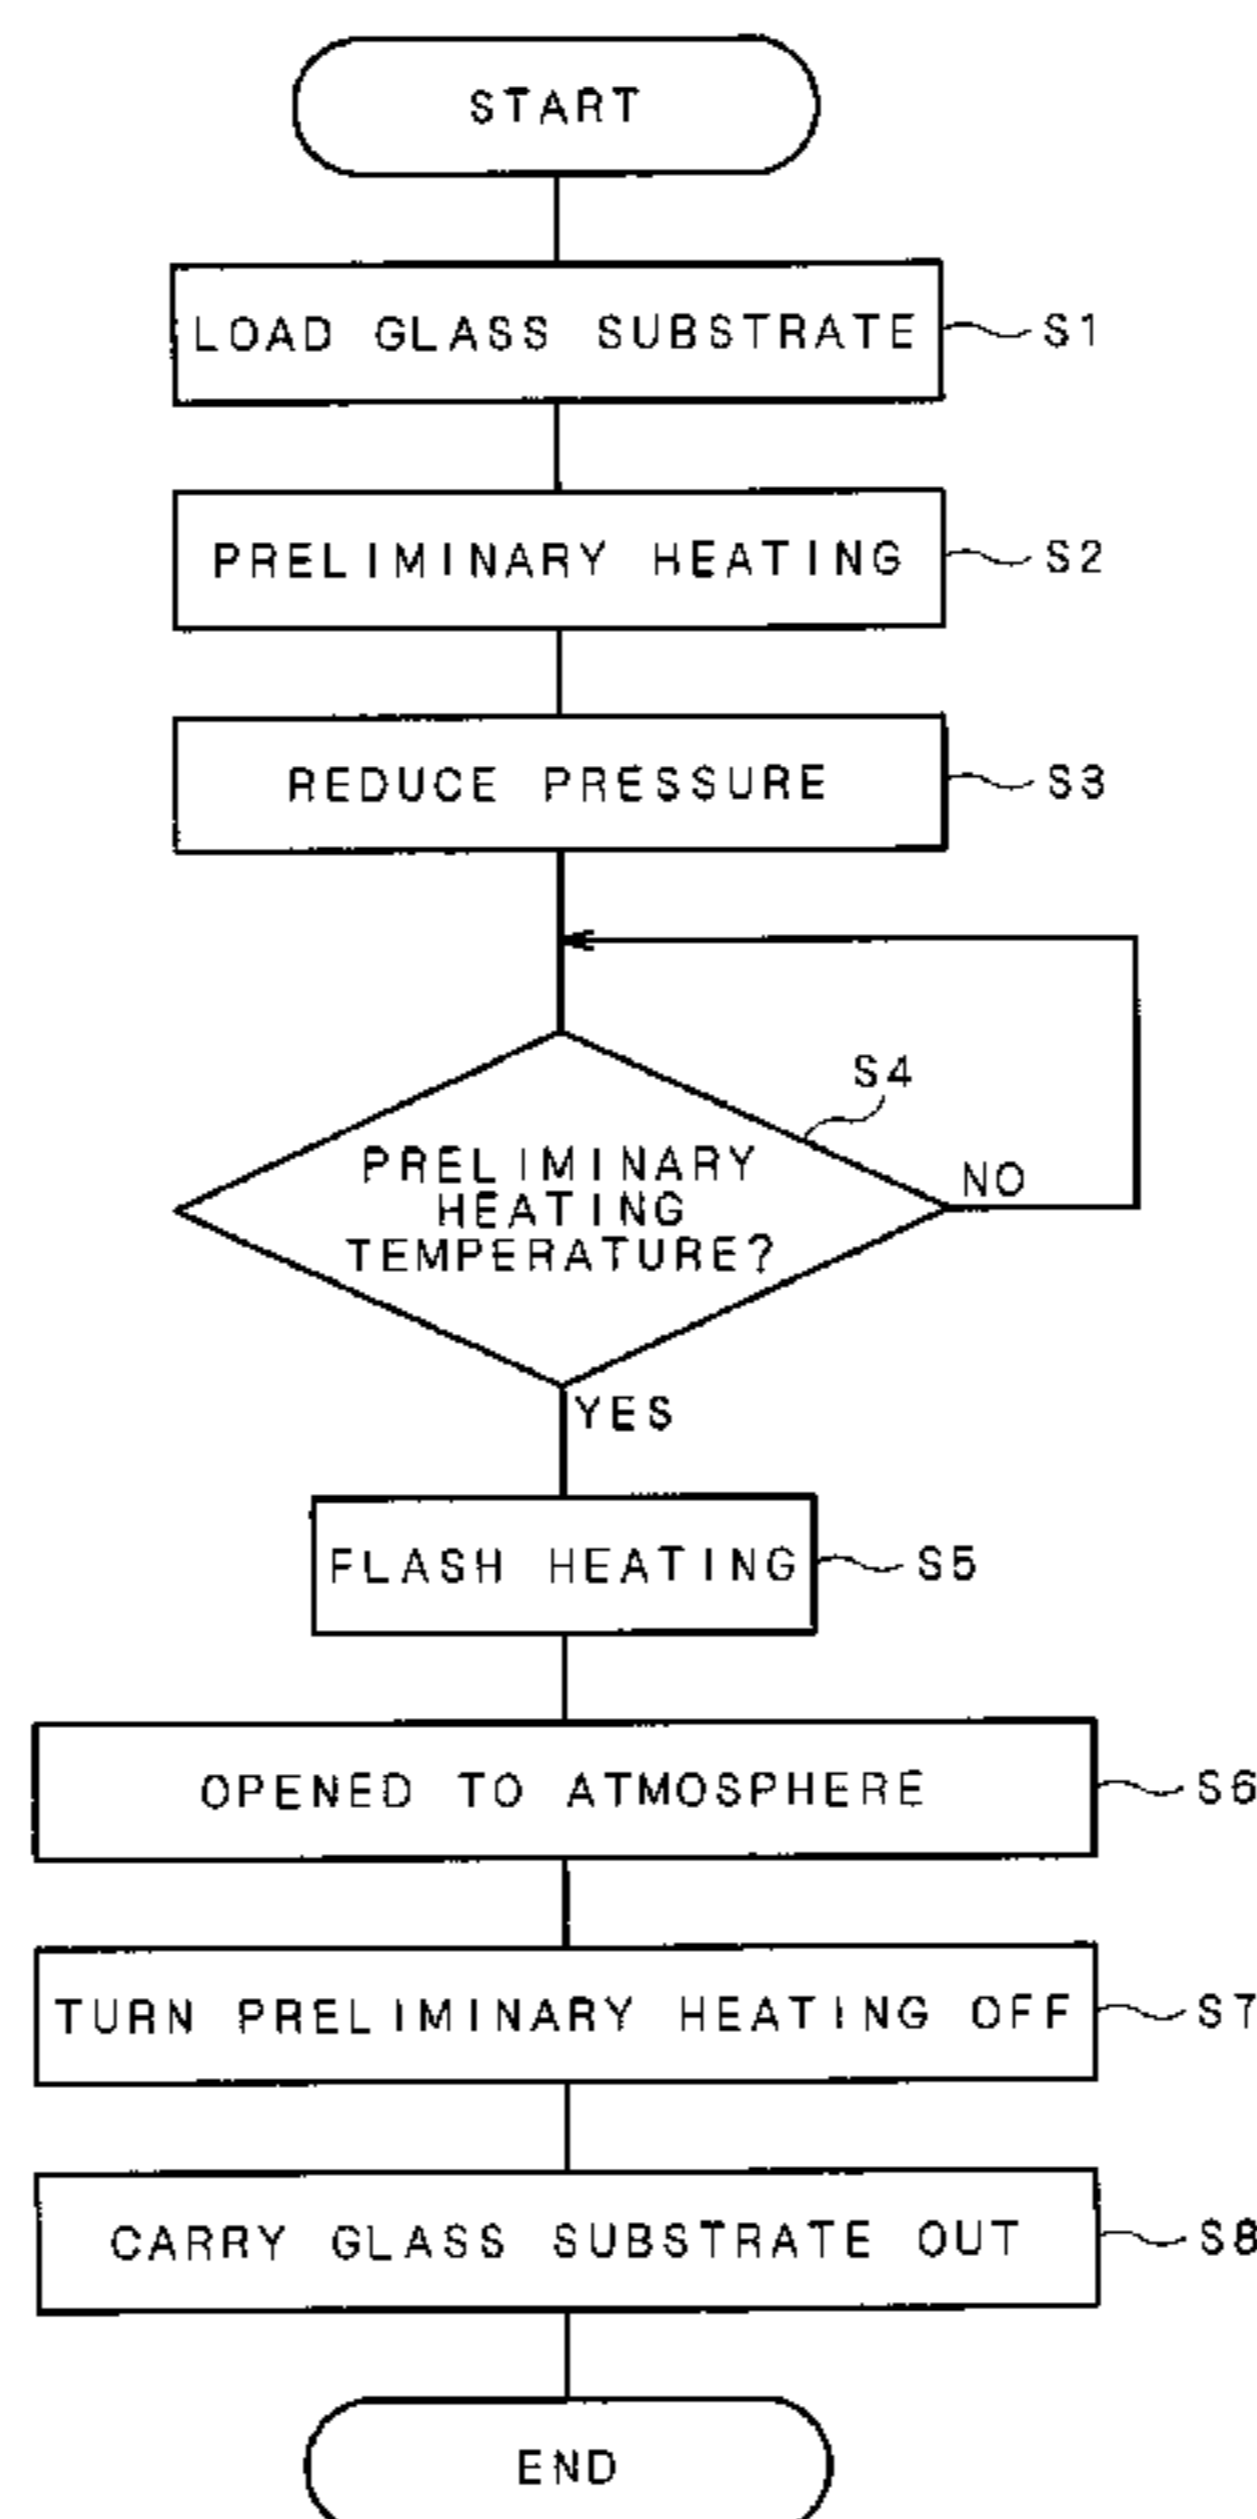 START
LOAD GLASS SUBSTRATE
S1
PRELIMINARY HEATING
S2
REDUCE PRESSURE
S3
S4
PRELIMINARY
HEATING
TEMPERATURE?
NO
YES
FLASH HEATING
S5
OPENED TO ATMOSPHERE
S6
TURN PRELIMINARY HEATING OFF
S7
CARRY GLASS SUBSTRATE OUT
S8
END